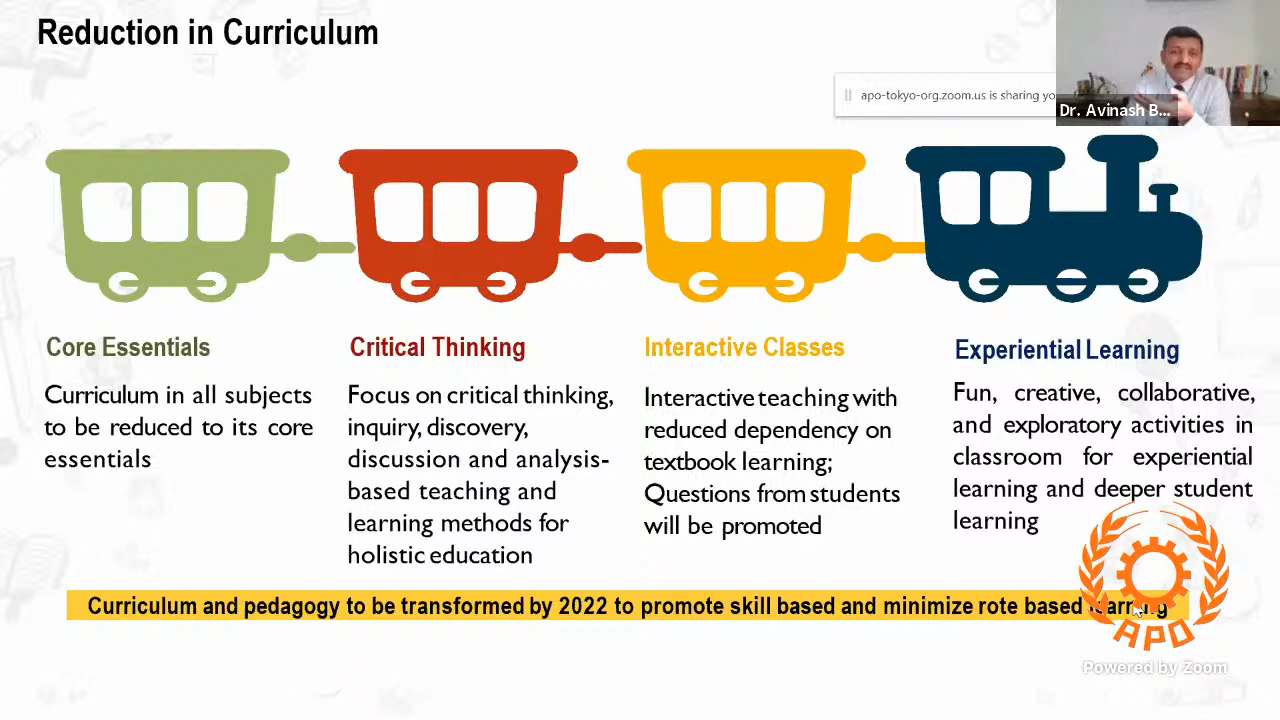 Reduction in Curriculum
apo-tokyo-org.zoom.us is sharing yo
Dr. Avinash B...
Core Essentials
Curriculum in all subjects
to be reduced to its core
essentials
Critical Thinking
Focus on critical thinking,
inquiry, discovery,
discussion and analysis-
based teaching and
learning methods for
holistic education
Interactive Classes
Interactive teaching with
reduced dependency on
textbook learning;
Questions from students
will be promoted
Experiential Learning
Fun, creative, collaborative,
and exploratory activities in
classroom for experiential
learning and deeper student
learning
Curriculum and pedagogy to be transformed by 2022 to promote skill based and minimize rote based learning
APO
Powered by Zoom